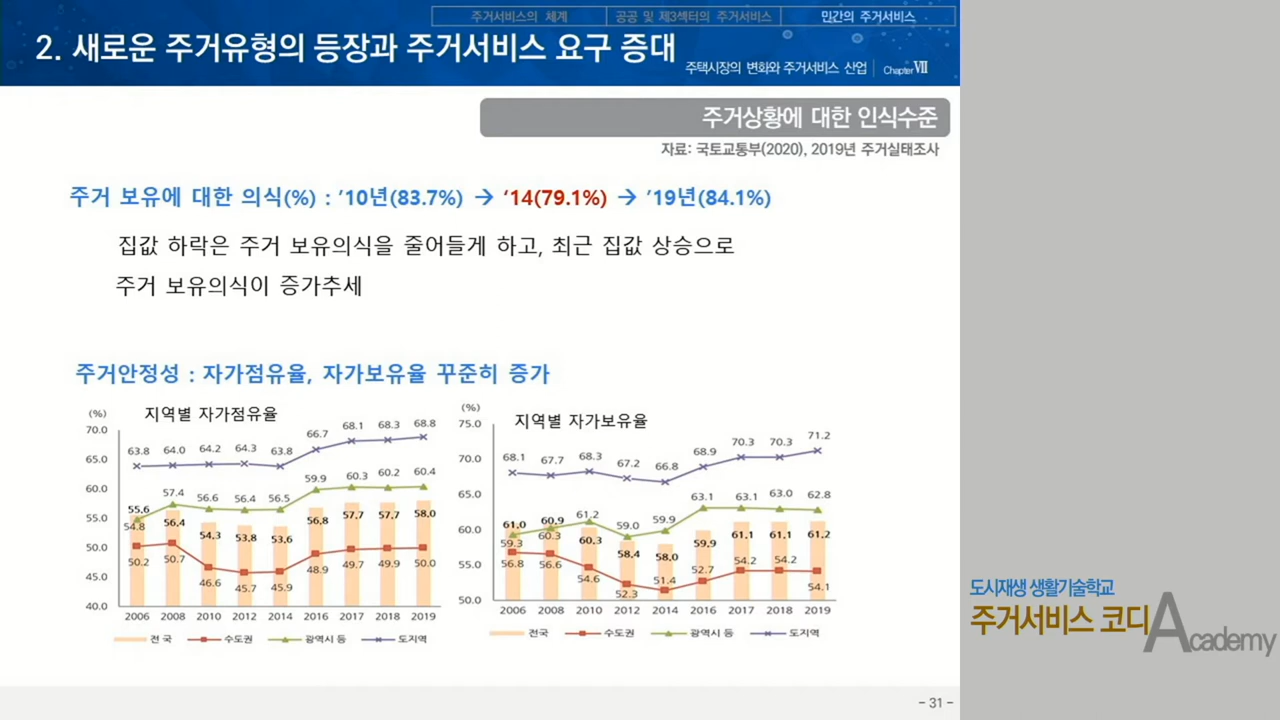 주거서비스의 체계
공공 및 제3섹터의 주거서비스
민간의 주거서비스
2. 새로운 주거유형의 등장과 주거서비스 요구 증대
주택시장의 변화와 주거서비스 산업 Chapter Ⅶ
주거상황에 대한 인식수준
자료: 국토교통부(2020), 2019년 주거실태조사
주거 보유에 대한 의식(%) : ’10년(83.7%) → ‘14(79.1%) → ’19년(84.1%)
집값 하락은 주거 보유의식을 줄어들게 하고, 최근 집값 상승으로
주거 보유의식이 증가추세
주거안정성 : 자가점유율, 자가보유율 꾸준히 증가
(%)
지역별 자가점유율
70.0
65.0
60.0
55.0
50.0
45.0
40.0
63.8 64.0 64.2 64.3 63.8 66.7 68.1 68.3 68.8
54.8 57.4 56.6 56.4 56.5 59.9 60.3 60.2 60.4
55.6 56.4 54.3 53.8 53.6 56.8 57.7 57.7 58.0
50.2 50.7 46.6 45.7 45.9 48.9 49.7 49.9 50.0
2006 2008 2010 2012 2014 2016 2017 2018 2019
전 국 수도권 광역시 등 도지역
(%)
지역별 자가보유율
75.0
70.0
65.0
60.0
55.0
50.0
68.1 67.7 68.3 67.2 66.8 68.9 70.3 70.3 71.2
59.3 60.3 61.2 59.0 59.9 63.1 63.1 63.0 62.8
61.0 60.9 60.3 58.4 58.0 59.9 61.1 61.1 61.2
56.8 56.6 54.6 52.3 51.4 52.7 54.2 54.2 54.1
2006 2008 2010 2012 2014 2016 2017 2018 2019
전국 수도권 광역시 등 도지역
도시재생 생활기술학교
주거서비스 코디 Academy
- 31 -